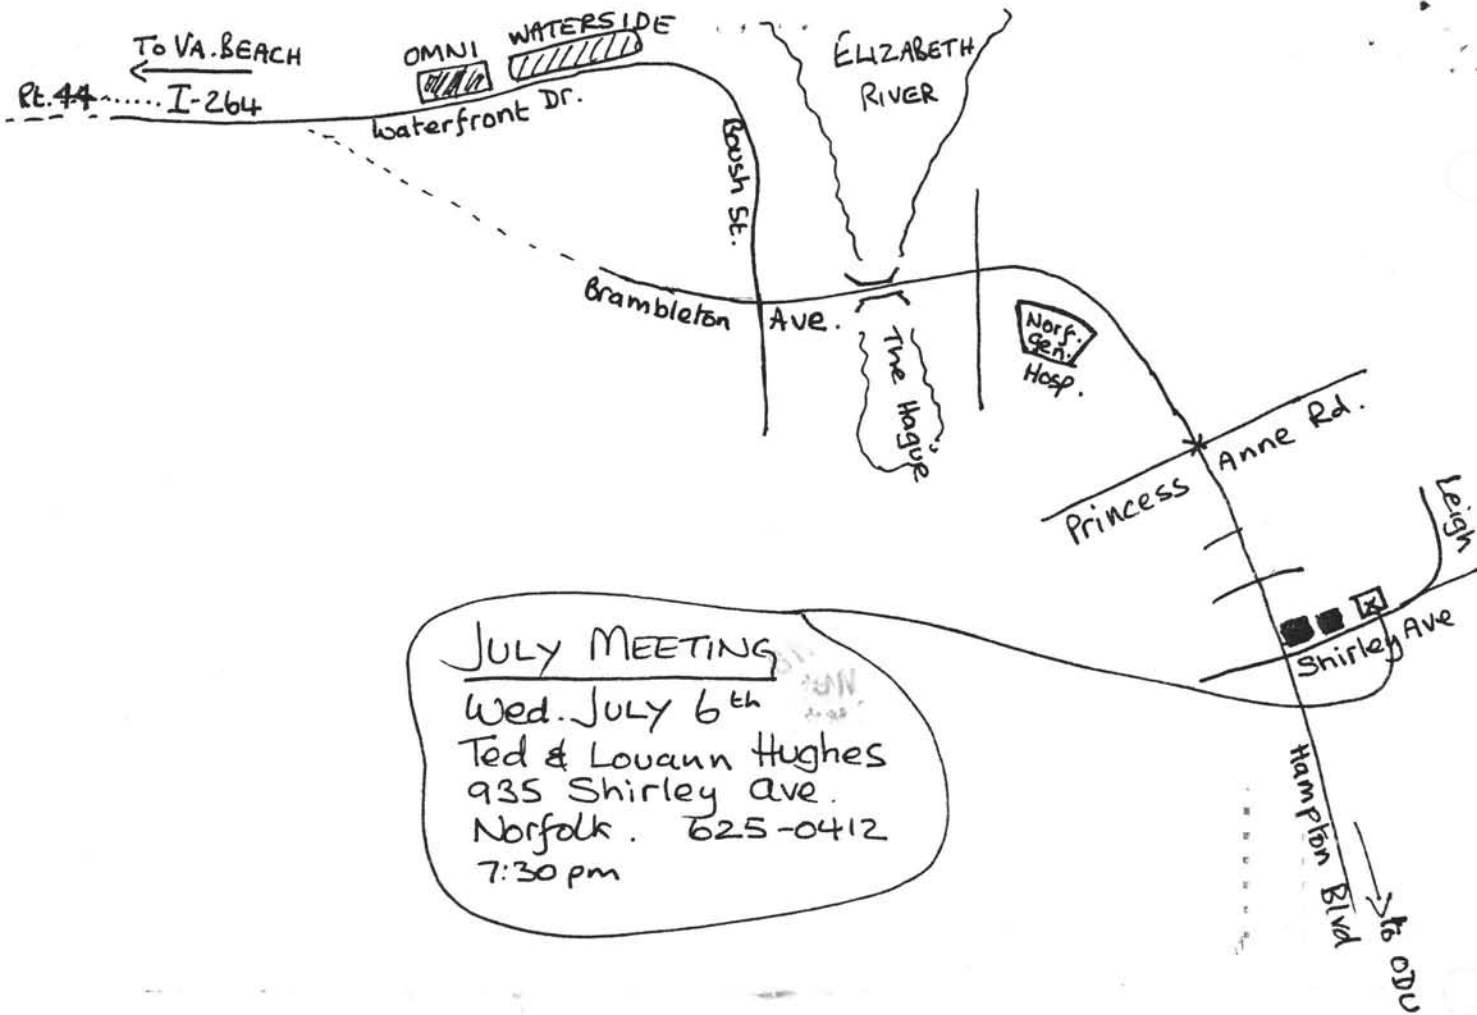 To VA. BEACH
Rt. 44 ...... I-264
OMNI
WATERSIDE
Waterfront Dr.
ELIZABETH
RIVER
Boush St.
Brambleton Ave.
The Hague
Norf.
gen.
Hosp.
Princess Anne Rd.
Leigh
X
Shirley Ave
Hampton Blvd
to ODU
JULY MEETING
Wed. JULY 6th
Ted & Louann Hughes
935 Shirley Ave.
Norfolk. 625-0412
7:30 pm